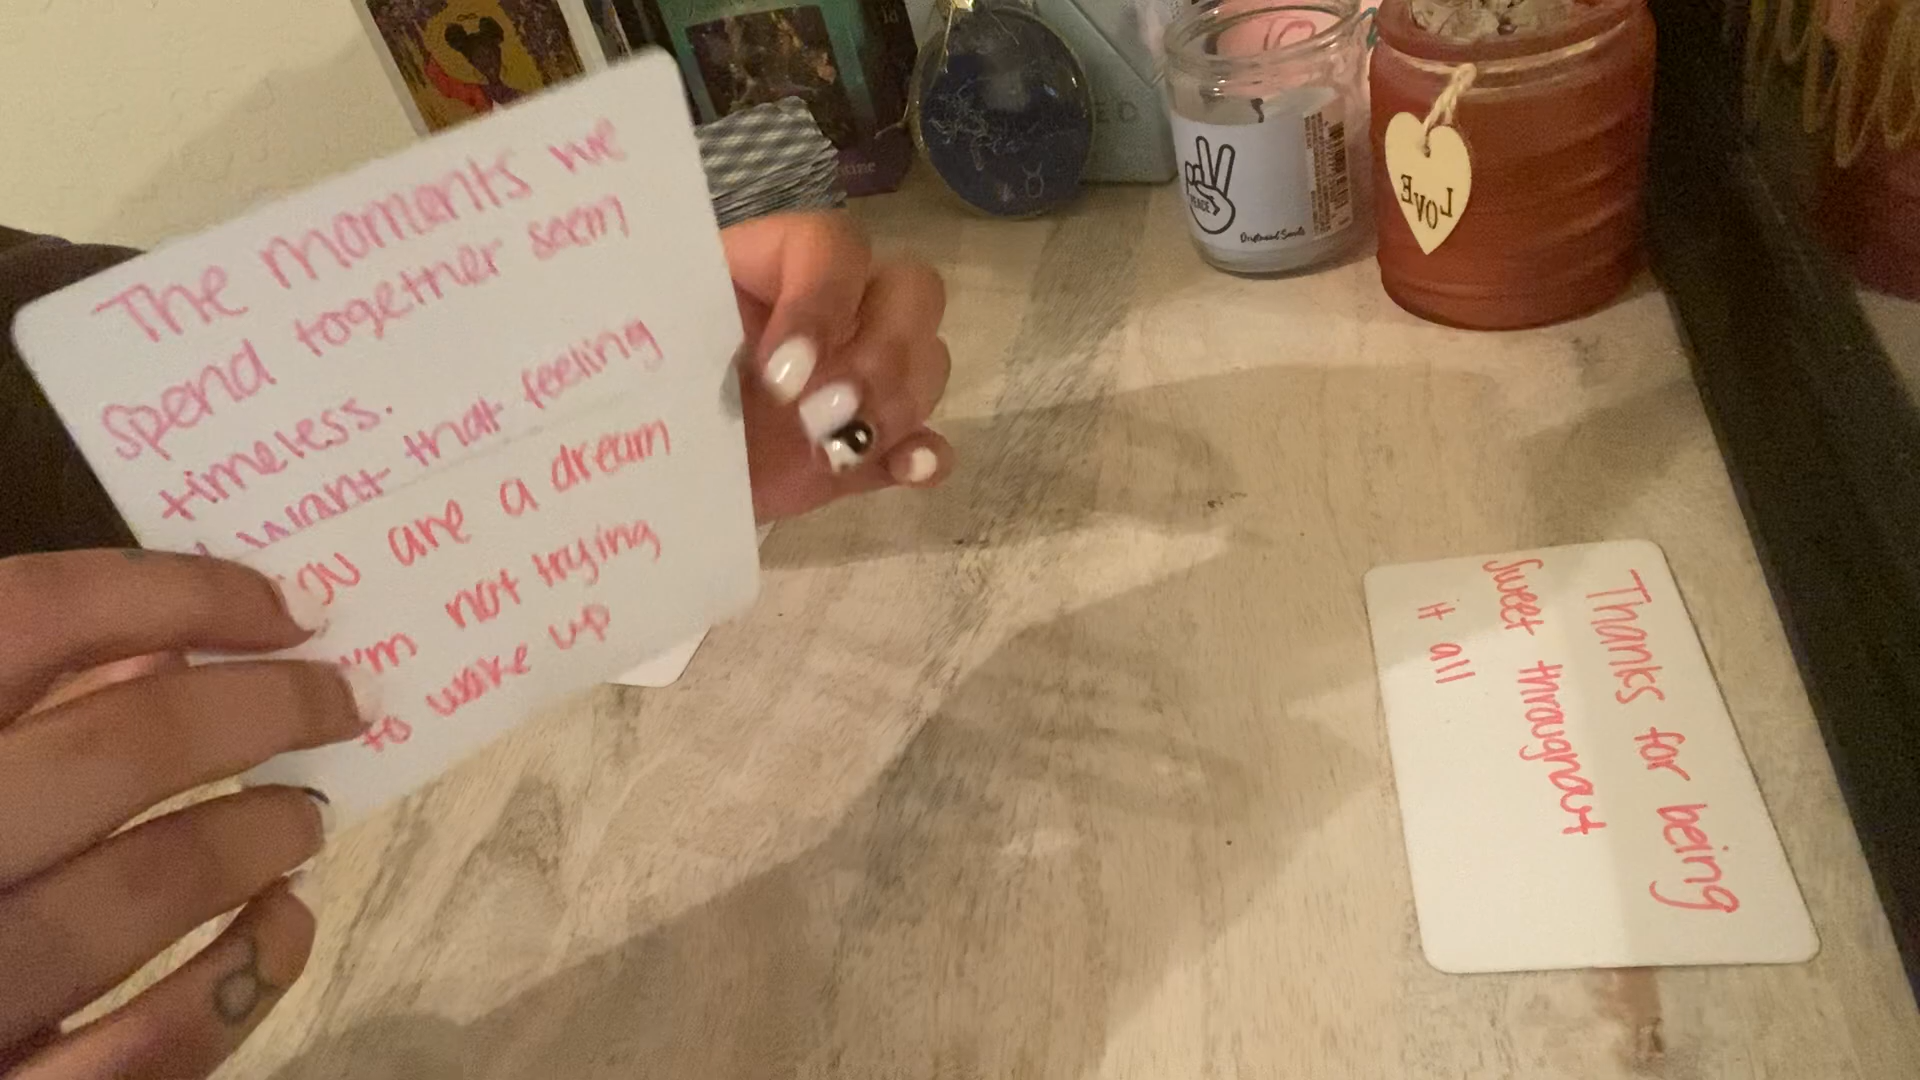 The moments we
spend together seem
timeless.
I want that feeling
you are a dream
I'm not trying
to wake up
Thanks for being
sweet throughout
it all
LOVE
PEACE